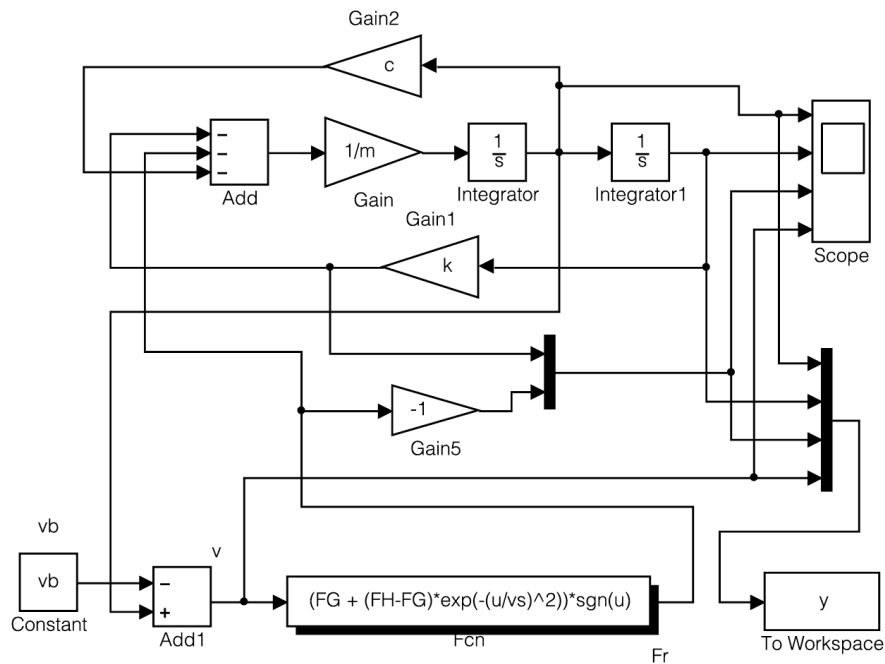 Gain2
c
−
−
−
Add
1/m
Gain
1
s
Integrator
1
s
Integrator1
Scope
Gain1
k
-1
Gain5
vb
vb
Constant
v
−
+
Add1
(FG + (FH-FG)*exp(-(u/vs)^2))*sgn(u)
Fcn
Fr
y
To Workspace